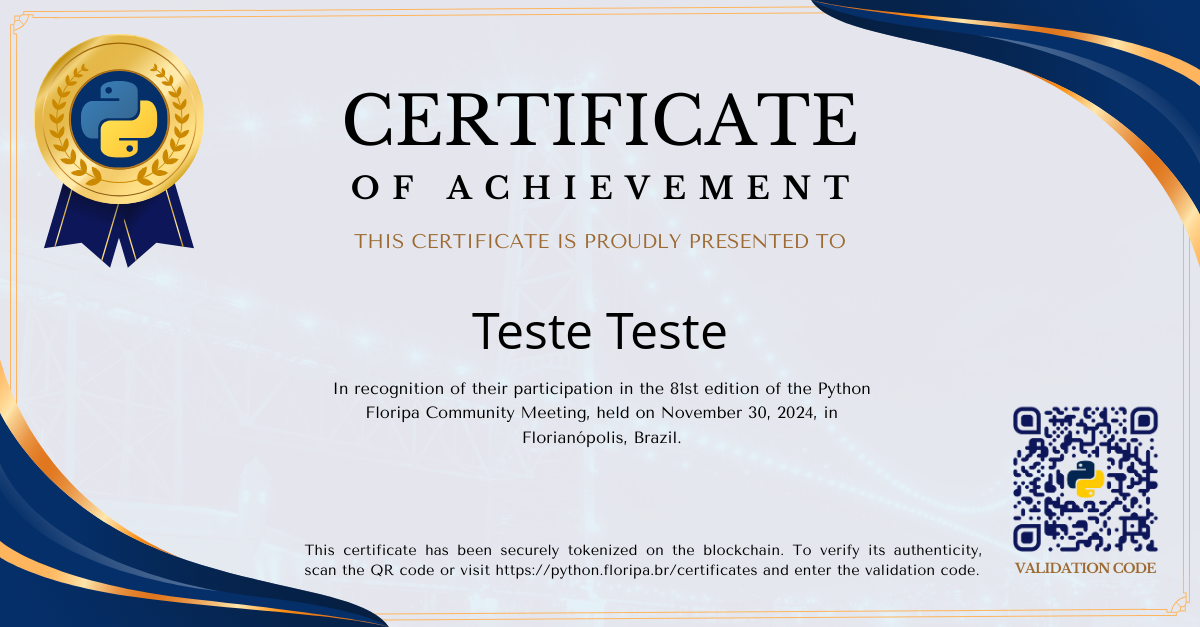 CERTIFICATE
OF ACHIEVEMENT
THIS CERTIFICATE IS PROUDLY PRESENTED TO
Teste Teste
In recognition of their participation in the 81st edition of the Python
Floripa Community Meeting, held on November 30, 2024, in
Florianópolis, Brazil.
This certificate has been securely tokenized on the blockchain. To verify its authenticity,
scan the QR code or visit https://python.floripa.br/certificates and enter the validation code.
VALIDATION CODE